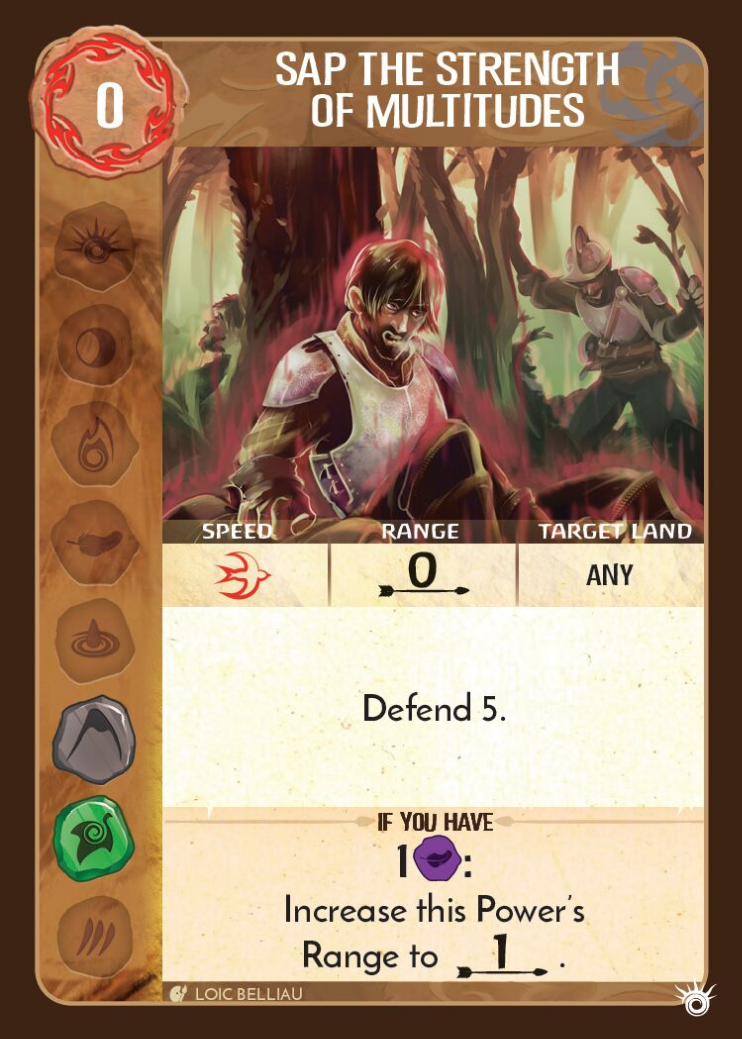 0
SAP THE STRENGTH
OF MULTITUDES
SPEED RANGE TARGET LAND
0 ANY
Defend 5.
IF YOU HAVE
1 :
Increase this Power's
Range to 1 .
LOIC BELLIAU